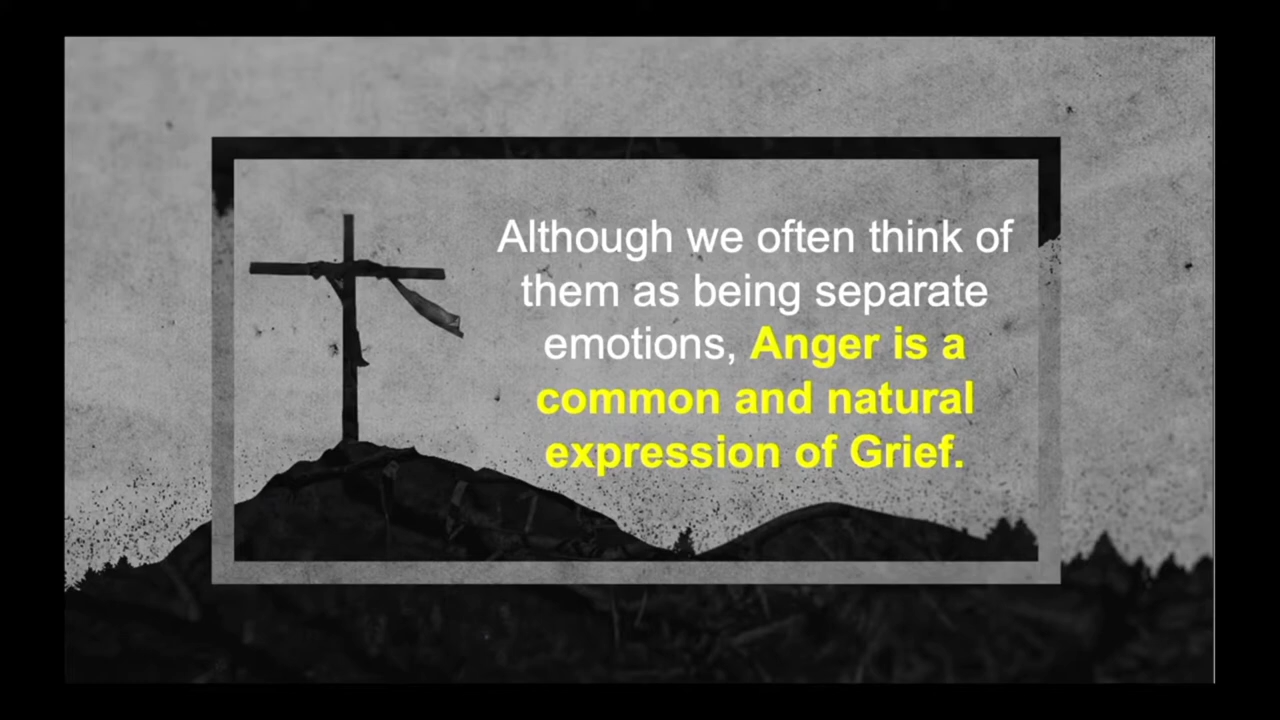 Although we often think of
them as being separate
emotions, Anger is a
common and natural
expression of Grief.